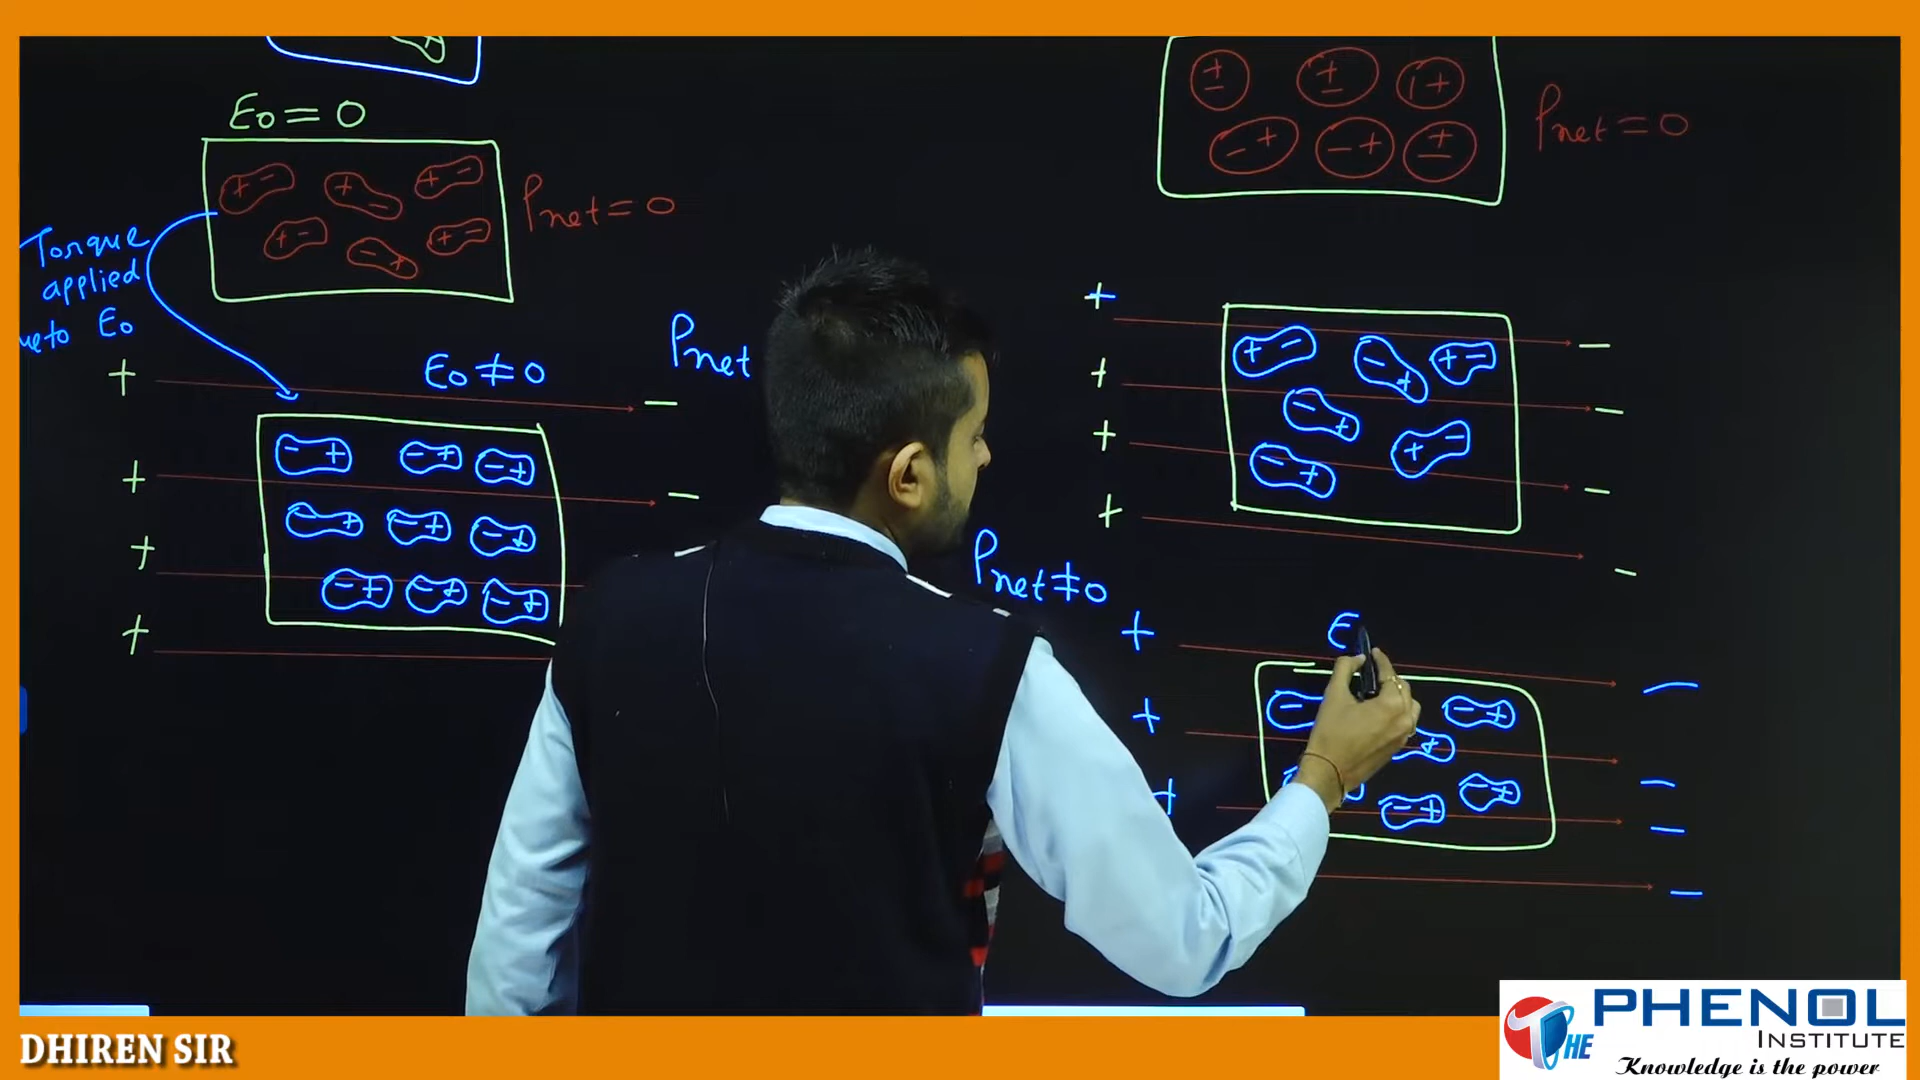 E₀ = 0
Pnet = 0
Torque
applied
ue to E₀
E₀ ≠ 0
Pnet
Pnet = 0
Pnet ≠ 0
E
DHIREN SIR
THE PHENOL
INSTITUTE
Knowledge is the power